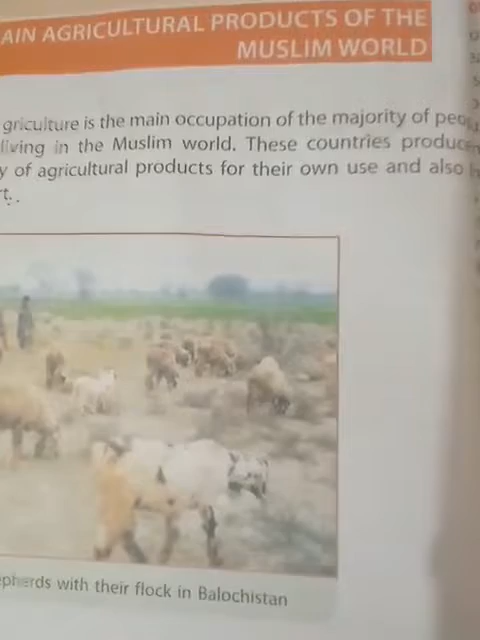 AIN AGRICULTURAL PRODUCTS OF THE
MUSLIM WORLD
griculture is the main occupation of the majority of peo
living in the Muslim world. These countries produce
y of agricultural products for their own use and also
t.
pherds with their flock in Balochistan